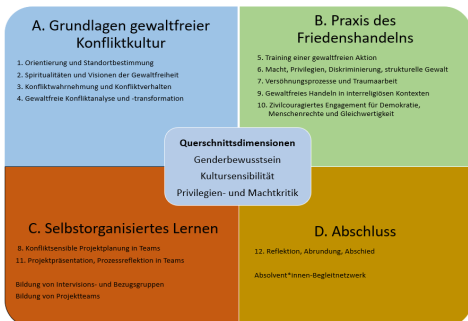 A. Grundlagen gewaltfreier
Konfliktkultur
1. Orientierung und Standortbestimmung
2. Spiritualitäten und Visionen der Gewaltfreiheit
3. Konfliktwahrnehmung und Konfliktverhalten
4. Gewaltfreie Konfliktanalyse und -transformation
B. Praxis des
Friedenshandelns
5. Training einer gewaltfreien Aktion
6. Macht, Privilegien, Diskriminierung, strukturelle Gewalt
7. Versöhnungsprozesse und Traumaarbeit
9. Gewaltfreies Handeln in interreligiösen Kontexten
10. Zivilcouragiertes Engagement für Demokratie,
Menschenrechte und Gleichwertigkeit
Querschnittsdimensionen
Genderbewusstsein
Kultursensibilität
Privilegien- und Machtkritik
C. Selbstorganisiertes Lernen
8. Konfliktsensible Projektplanung in Teams
11. Projektpräsentation, Prozessreflektion in Teams
Bildung von Intervisions- und Bezugsgruppen
Bildung von Projektteams
D. Abschluss
12. Reflektion, Abrundung, Abschied
Absolvent*innen-Begleitnetzwerk